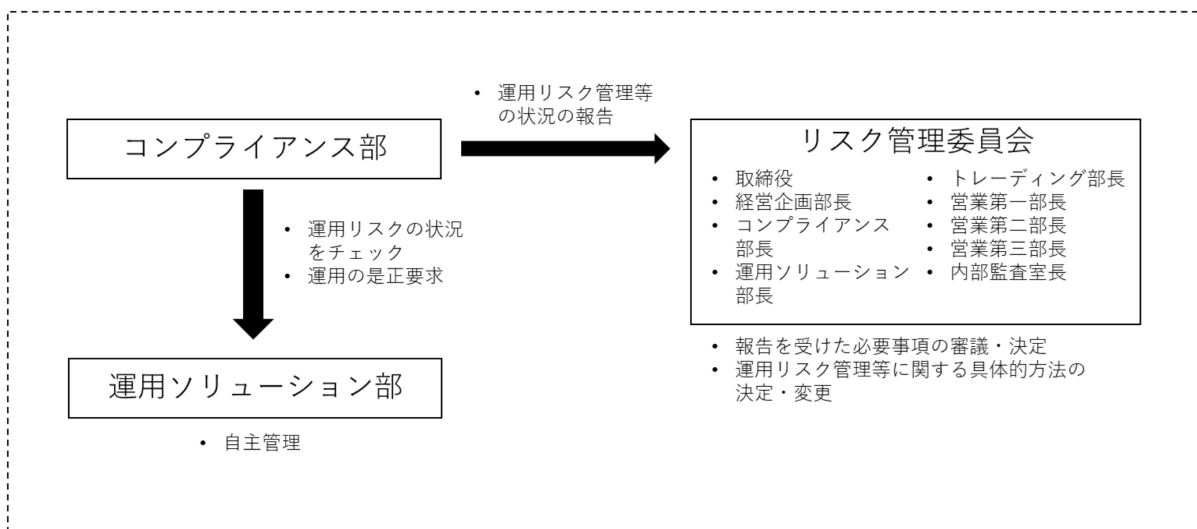 • 運用リスク管理等
の状況の報告
コンプライアンス部
• 運用リスクの状況
をチェック
• 運用の是正要求
運用ソリューション部
• 自主管理
リスク管理委員会
• 取締役
• 経営企画部長
• コンプライアンス
部長
• 運用ソリューション
部長
• トレーディング部長
• 営業第一部長
• 営業第二部長
• 営業第三部長
• 内部監査室長
• 報告を受けた必要事項の審議・決定
• 運用リスク管理等に関する具体的方法の
決定・変更